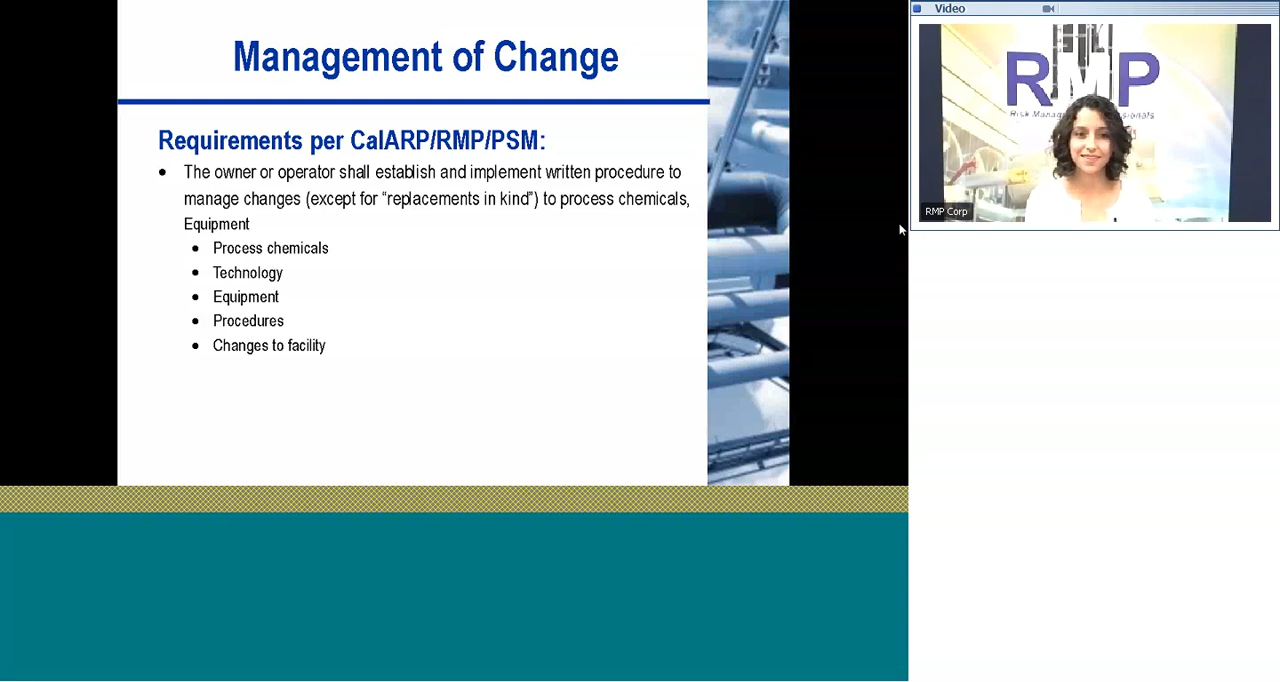 Management of Change
Requirements per CalARP/RMP/PSM:
• The owner or operator shall establish and implement written procedure to
manage changes (except for “replacements in kind”) to process chemicals,
Equipment
• Process chemicals
• Technology
• Equipment
• Procedures
• Changes to facility
Video
RMP
Risk
RMP Corp